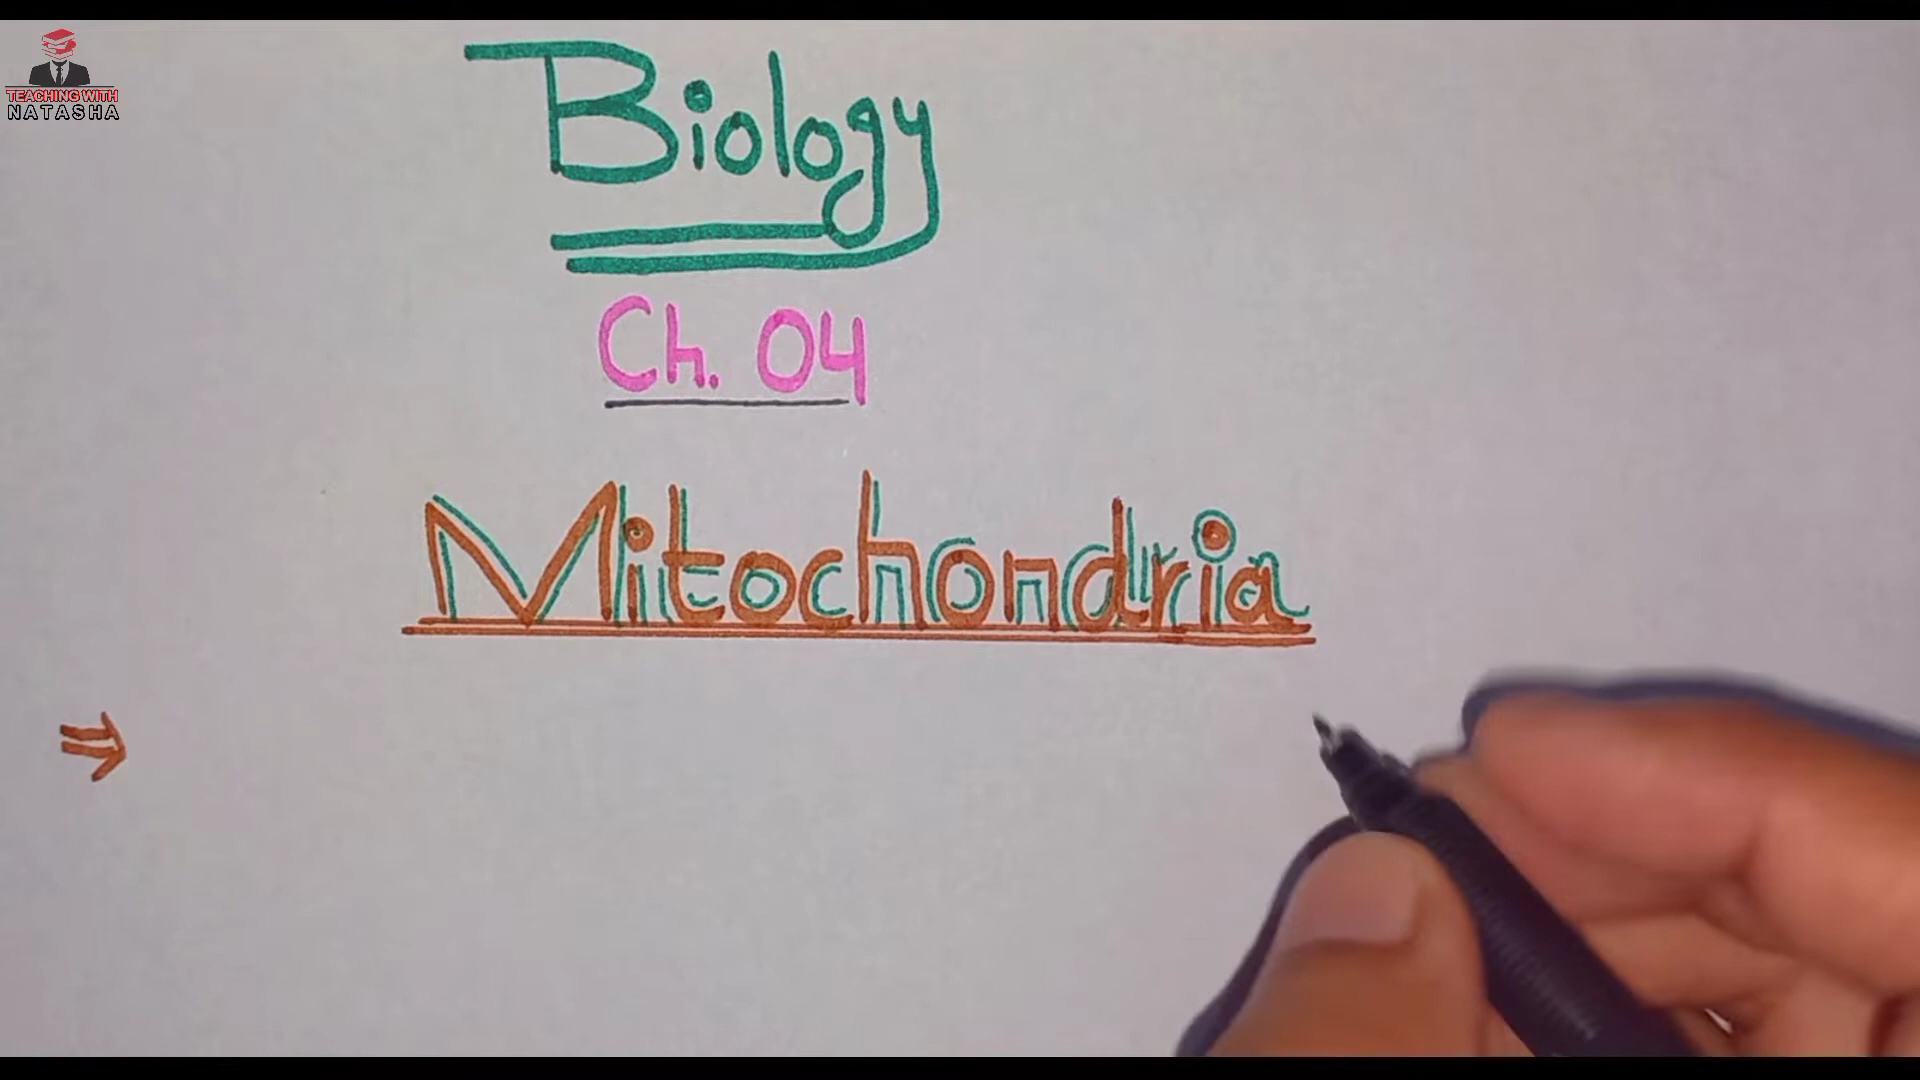 TEACHING WITH
NATASHA
Biology
Ch. 04
Mitochondria
⇒